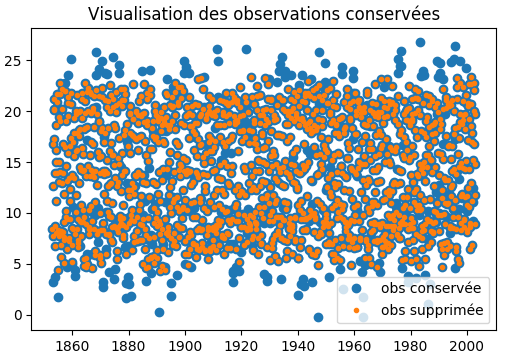 Visualisation des observations conservées
25
20
15
10
5
0
obs conservée
obs supprimée
1860 1880 1900 1920 1940 1960 1980 2000